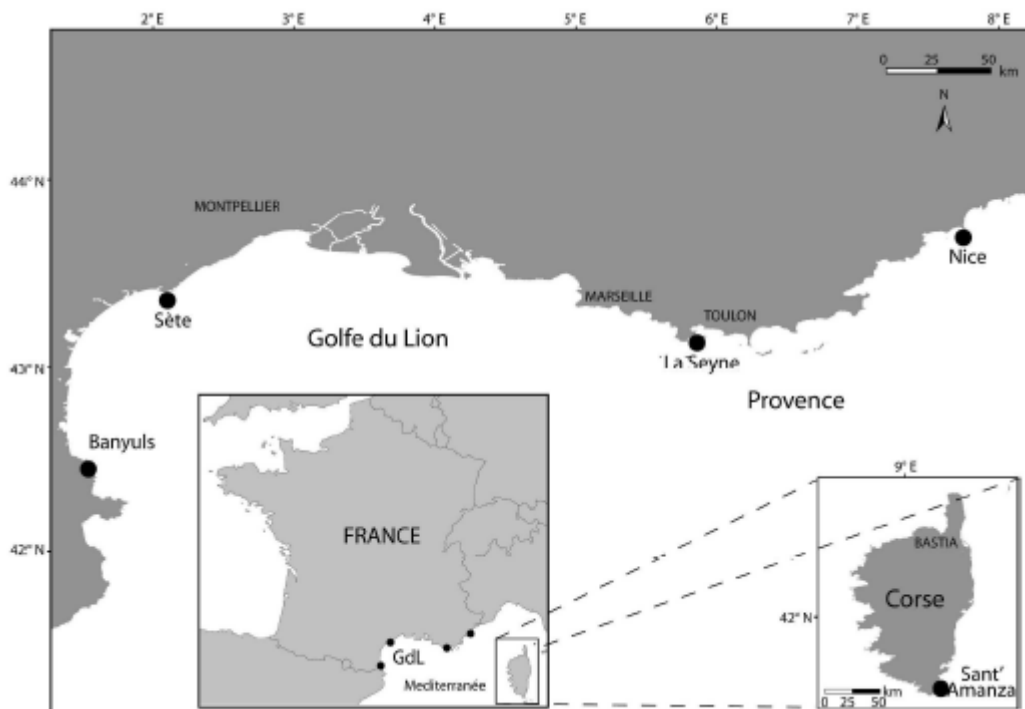 2° E 3° E 4° E 5° E 6° E 7° E 8° E
0 25 50
km
N
44° N
MONTPELLIER
Nice
MARSEILLE
TOULON
Sète
Golfe du Lion
La Seyne
43° N
Provence
Banyuls
9° E
FRANCE
42° N
BASTIA
Corse
42° N
GdL
Mediterranée
Sant'
Amanza
0 25 50
km